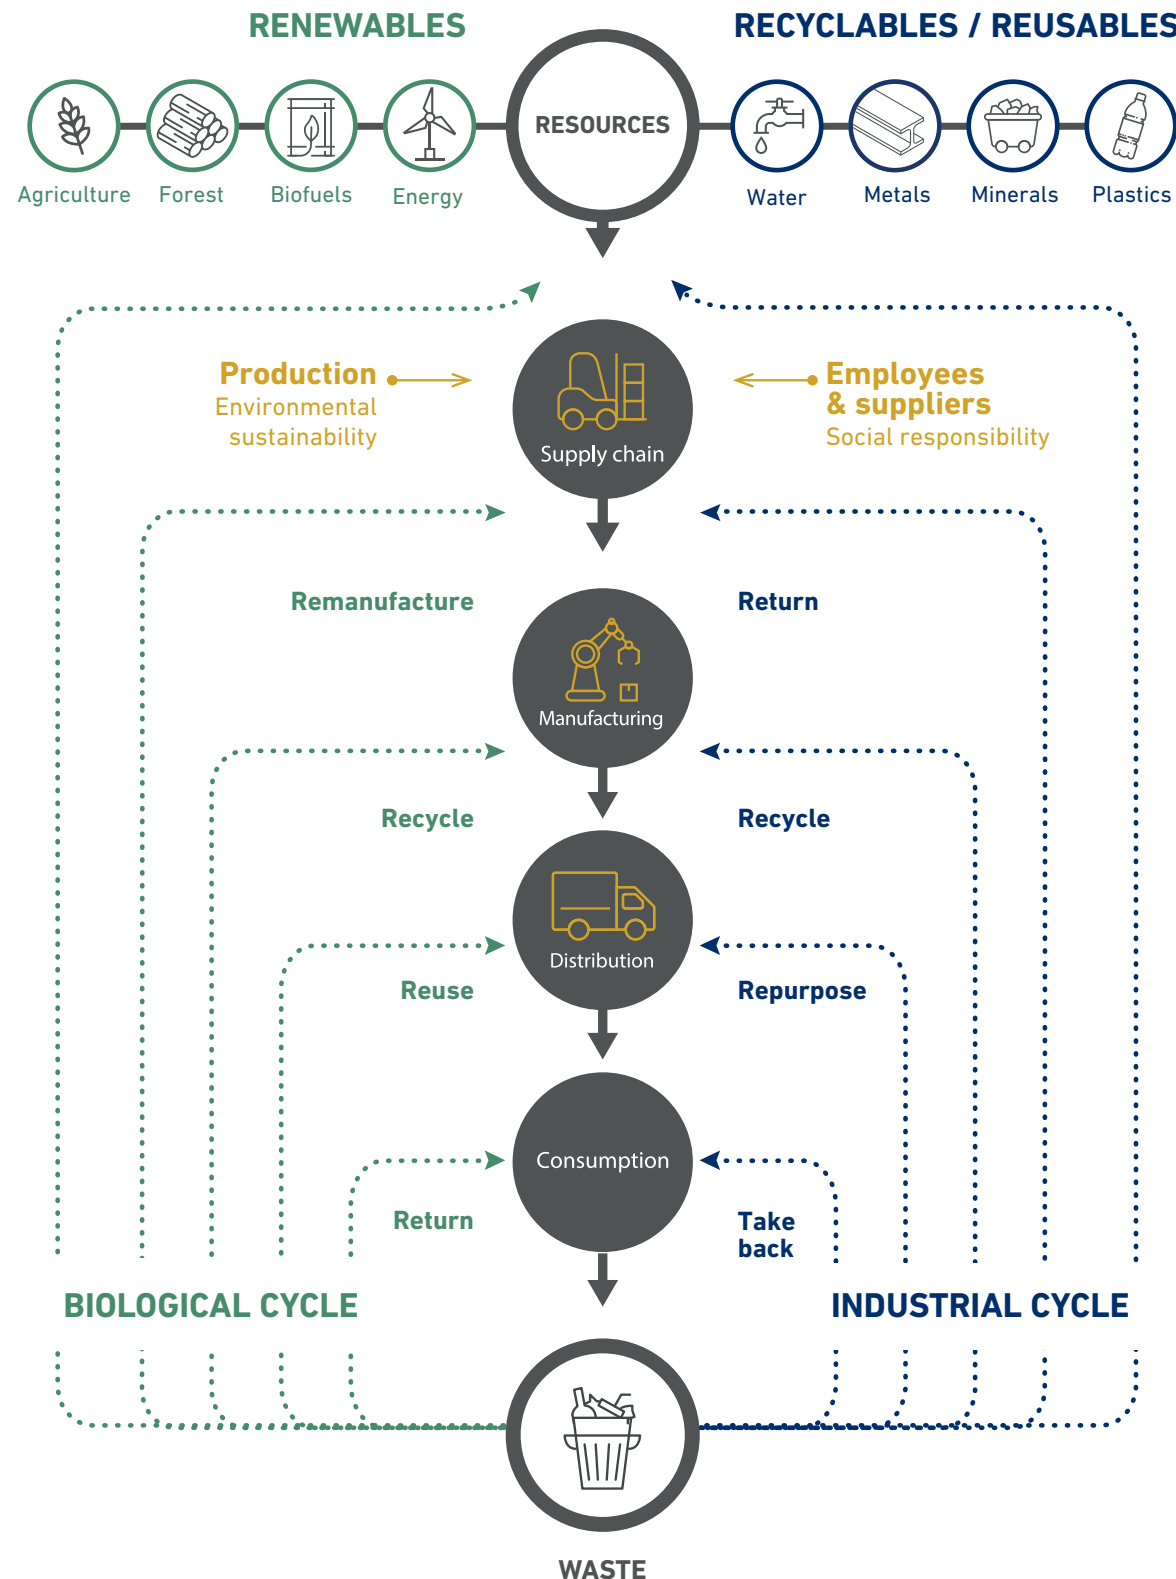 RENEWABLES
RECYCLABLES / REUSABLES
RESOURCES
Agriculture
Forest
Biofuels
Energy
Water
Metals
Minerals
Plastics
Production
Environmental
sustainability
Employees
& suppliers
Social responsibility
Supply chain
Remanufacture
Return
Manufacturing
Recycle
Recycle
Distribution
Reuse
Repurpose
Consumption
Return
Take
back
BIOLOGICAL CYCLE
INDUSTRIAL CYCLE
WASTE